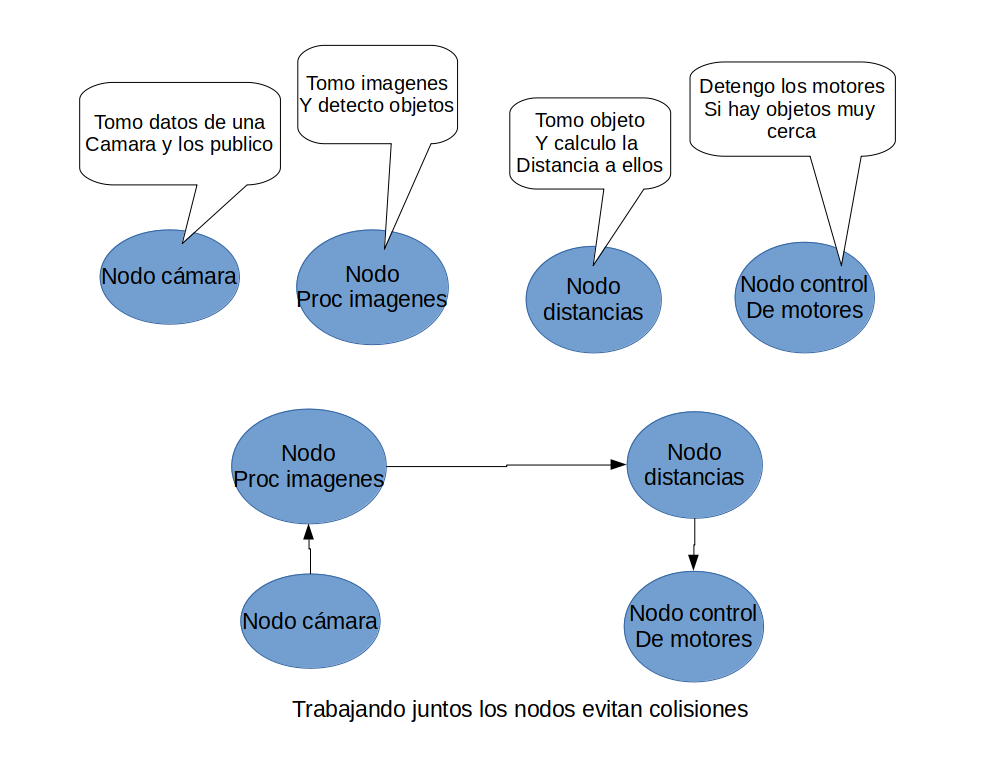 Tomo datos de una
Camara y los publico
Tomo imagenes
Y detecto objetos
Tomo objeto
Y calculo la
Distancia a ellos
Detengo los motores
Si hay objetos muy
cerca
Nodo cámara
Nodo
Proc imagenes
Nodo
distancias
Nodo control
De motores
Nodo
Proc imagenes
Nodo
distancias
Nodo cámara
Nodo control
De motores
Trabajando juntos los nodos evitan colisiones